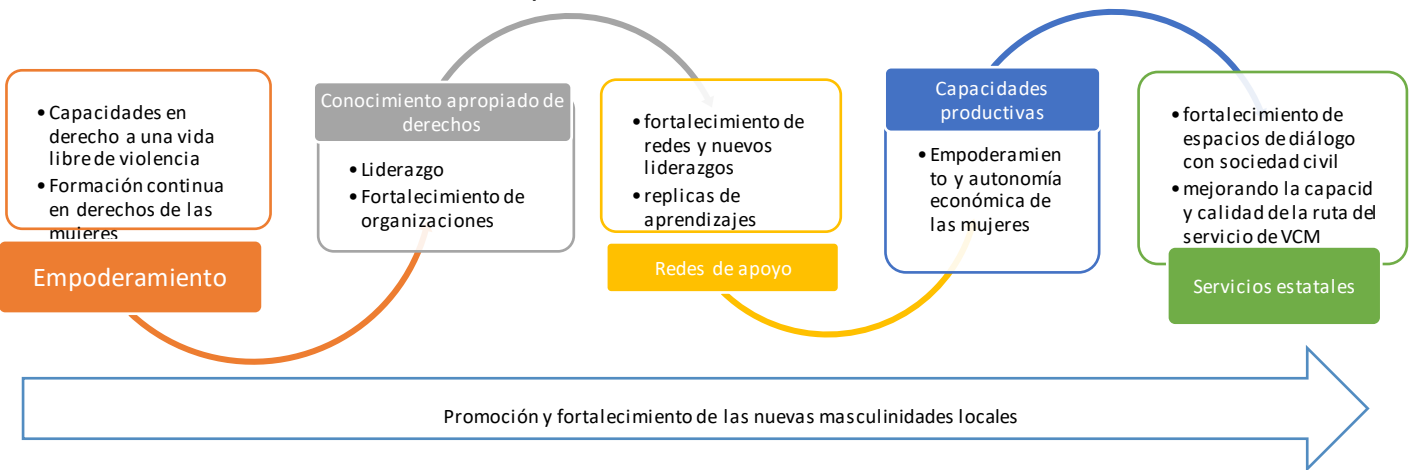 • Capacidades en
derecho a una vida
libre de violencia
• Formación continua
en derechos de las
mujeres
Empoderamiento
Conocimiento apropiado de
derechos
• Liderazgo
• Fortalecimiento de
organizaciones
• fortalecimiento de
redes y nuevos
liderazgos
• replicas de
aprendizajes
Redes de apoyo
Capacidades
productivas
• Empoderamien
to y autonomía
económica de
las mujeres
• fortalecimiento de
espacios de diálogo
con sociedad civil
• mejorando la capacid
y calidad de la ruta del
servicio de VCM
Servicios estatales
Promoción y fortalecimiento de las nuevas masculinidades locales